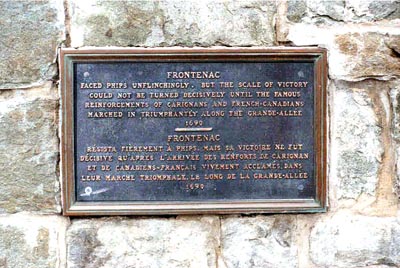 FRONTENAC
FACED PHIPS UNFLINCHINGLY, BUT THE SCALE OF VICTORY
COULD NOT BE TURNED DECISIVELY UNTIL THE FAMOUS
REINFORCEMENTS OF CARIGNANS AND FRENCH-CANADIANS
MARCHED IN TRIUMPHANTLY ALONG THE GRANDE-ALLEE
1690
FRONTENAC
RÉSISTA FIÈREMENT À PHIPS, MAIS SA VICTOIRE NE FUT
DÉCISIVE QU'APRÈS L'ARRIVÉE DES RENFORTS DE CARIGNAN
ET DE CANADIENS-FRANÇAIS VIVEMENT ACCLAMÉS DANS
LEUR MARCHE TRIOMPHALE, LE LONG DE LA GRANDE-ALLÉE
1690